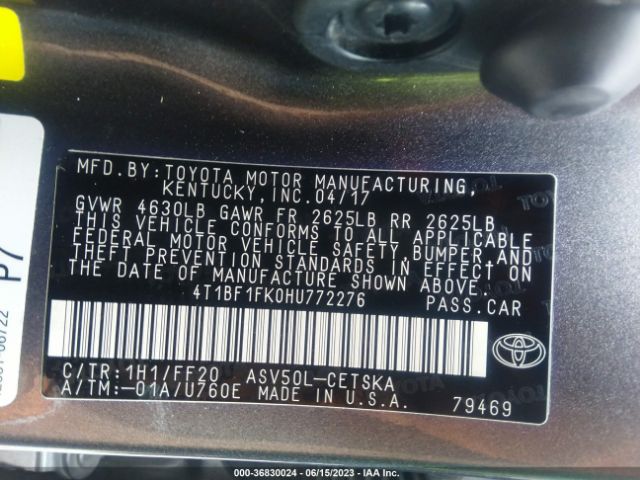 MFD.BY:TOYOTA MOTOR MANUFACTURING,
KENTUCKY,INC.04/17
GVWR 4630LB GAWR FR 2625LB RR 2625LB
THIS VEHICLE CONFORMS TO ALL APPLICABLE
FEDERAL MOTOR VEHICLE SAFETY,BUMPER,AND
THEFT PREVENTION STANDARDS IN EFFECT† ON
THE DATE OF MANUFACTURE SHOWN ABOVE.
4T1BF1FK0HU772276 PASS.CAR
C/TR:1H1/FF20 ASV50L-CETSKA
A/TM:-01A/U760E MADE IN U.S.A. 79469
TOYOTA
P7
000-36830024 - 06/15/2023 - IAA Inc.